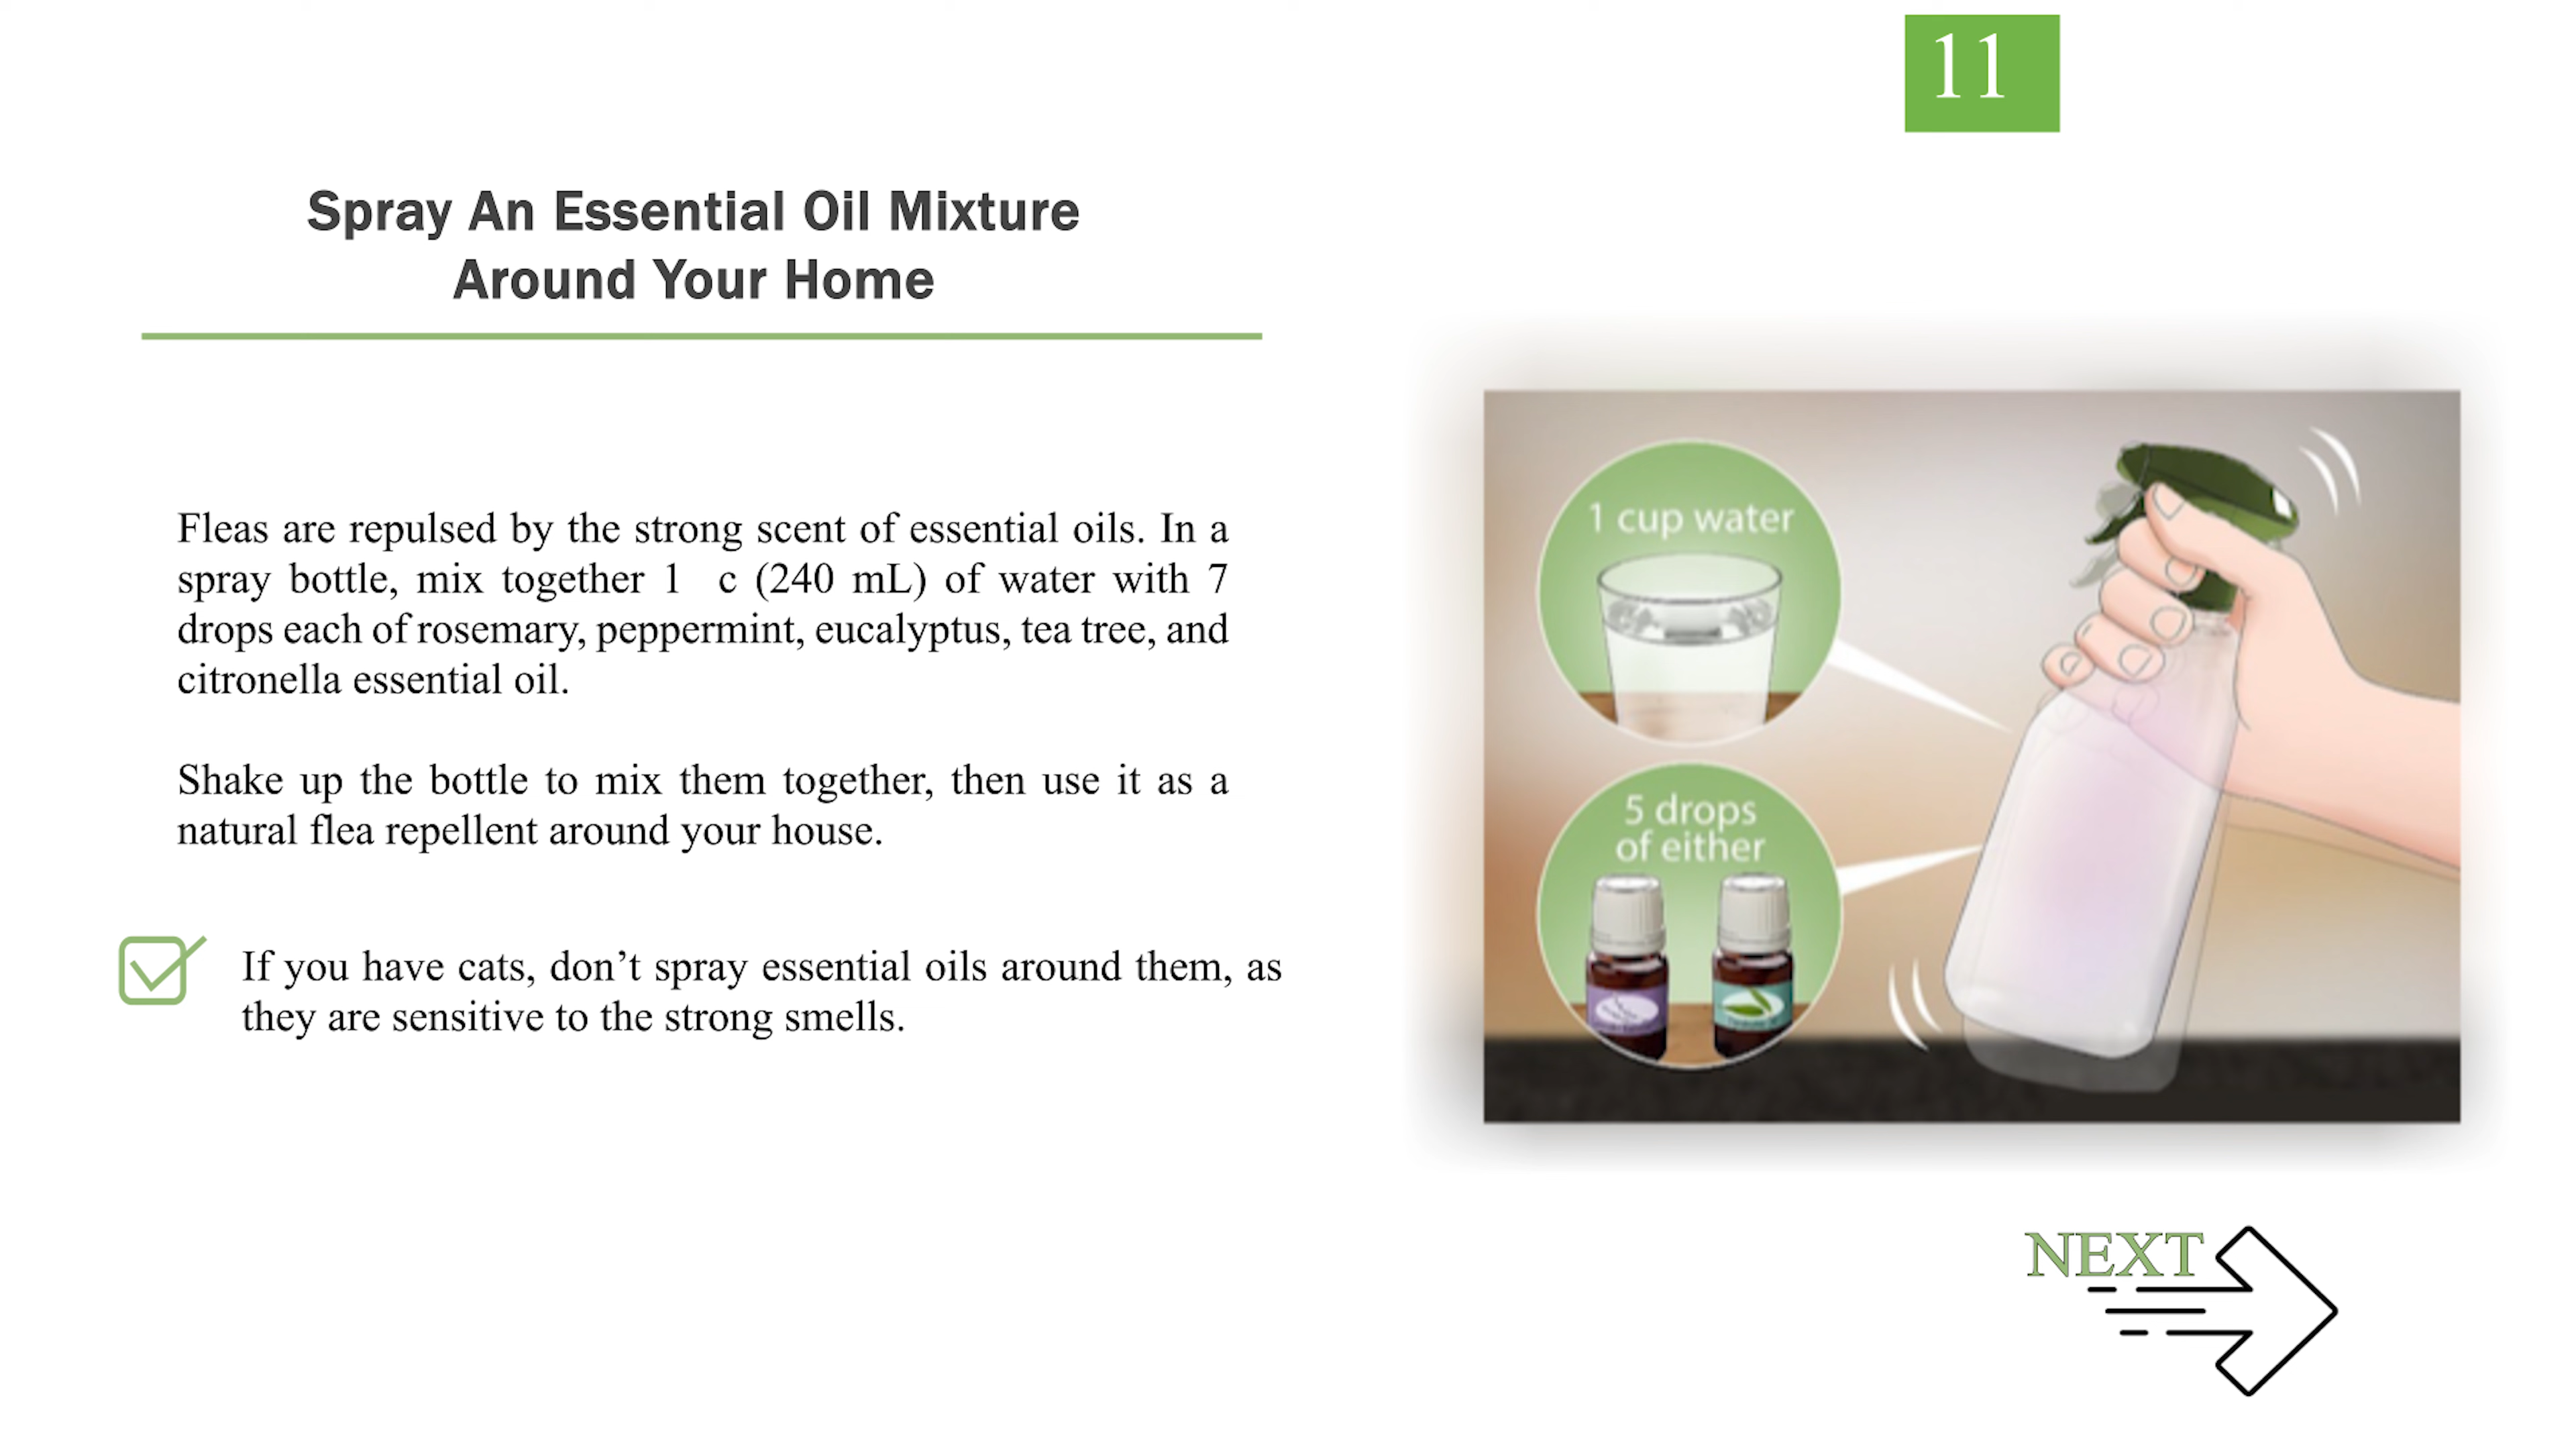 11
Spray An Essential Oil Mixture
Around Your Home
Fleas are repulsed by the strong scent of essential oils. In a
spray bottle, mix together 1 c (240 mL) of water with 7
drops each of rosemary, peppermint, eucalyptus, tea tree, and
citronella essential oil.
Shake up the bottle to mix them together, then use it as a
natural flea repellent around your house.
If you have cats, don’t spray essential oils around them, as
they are sensitive to the strong smells.
1 cup water
5 drops
of either
NEXT